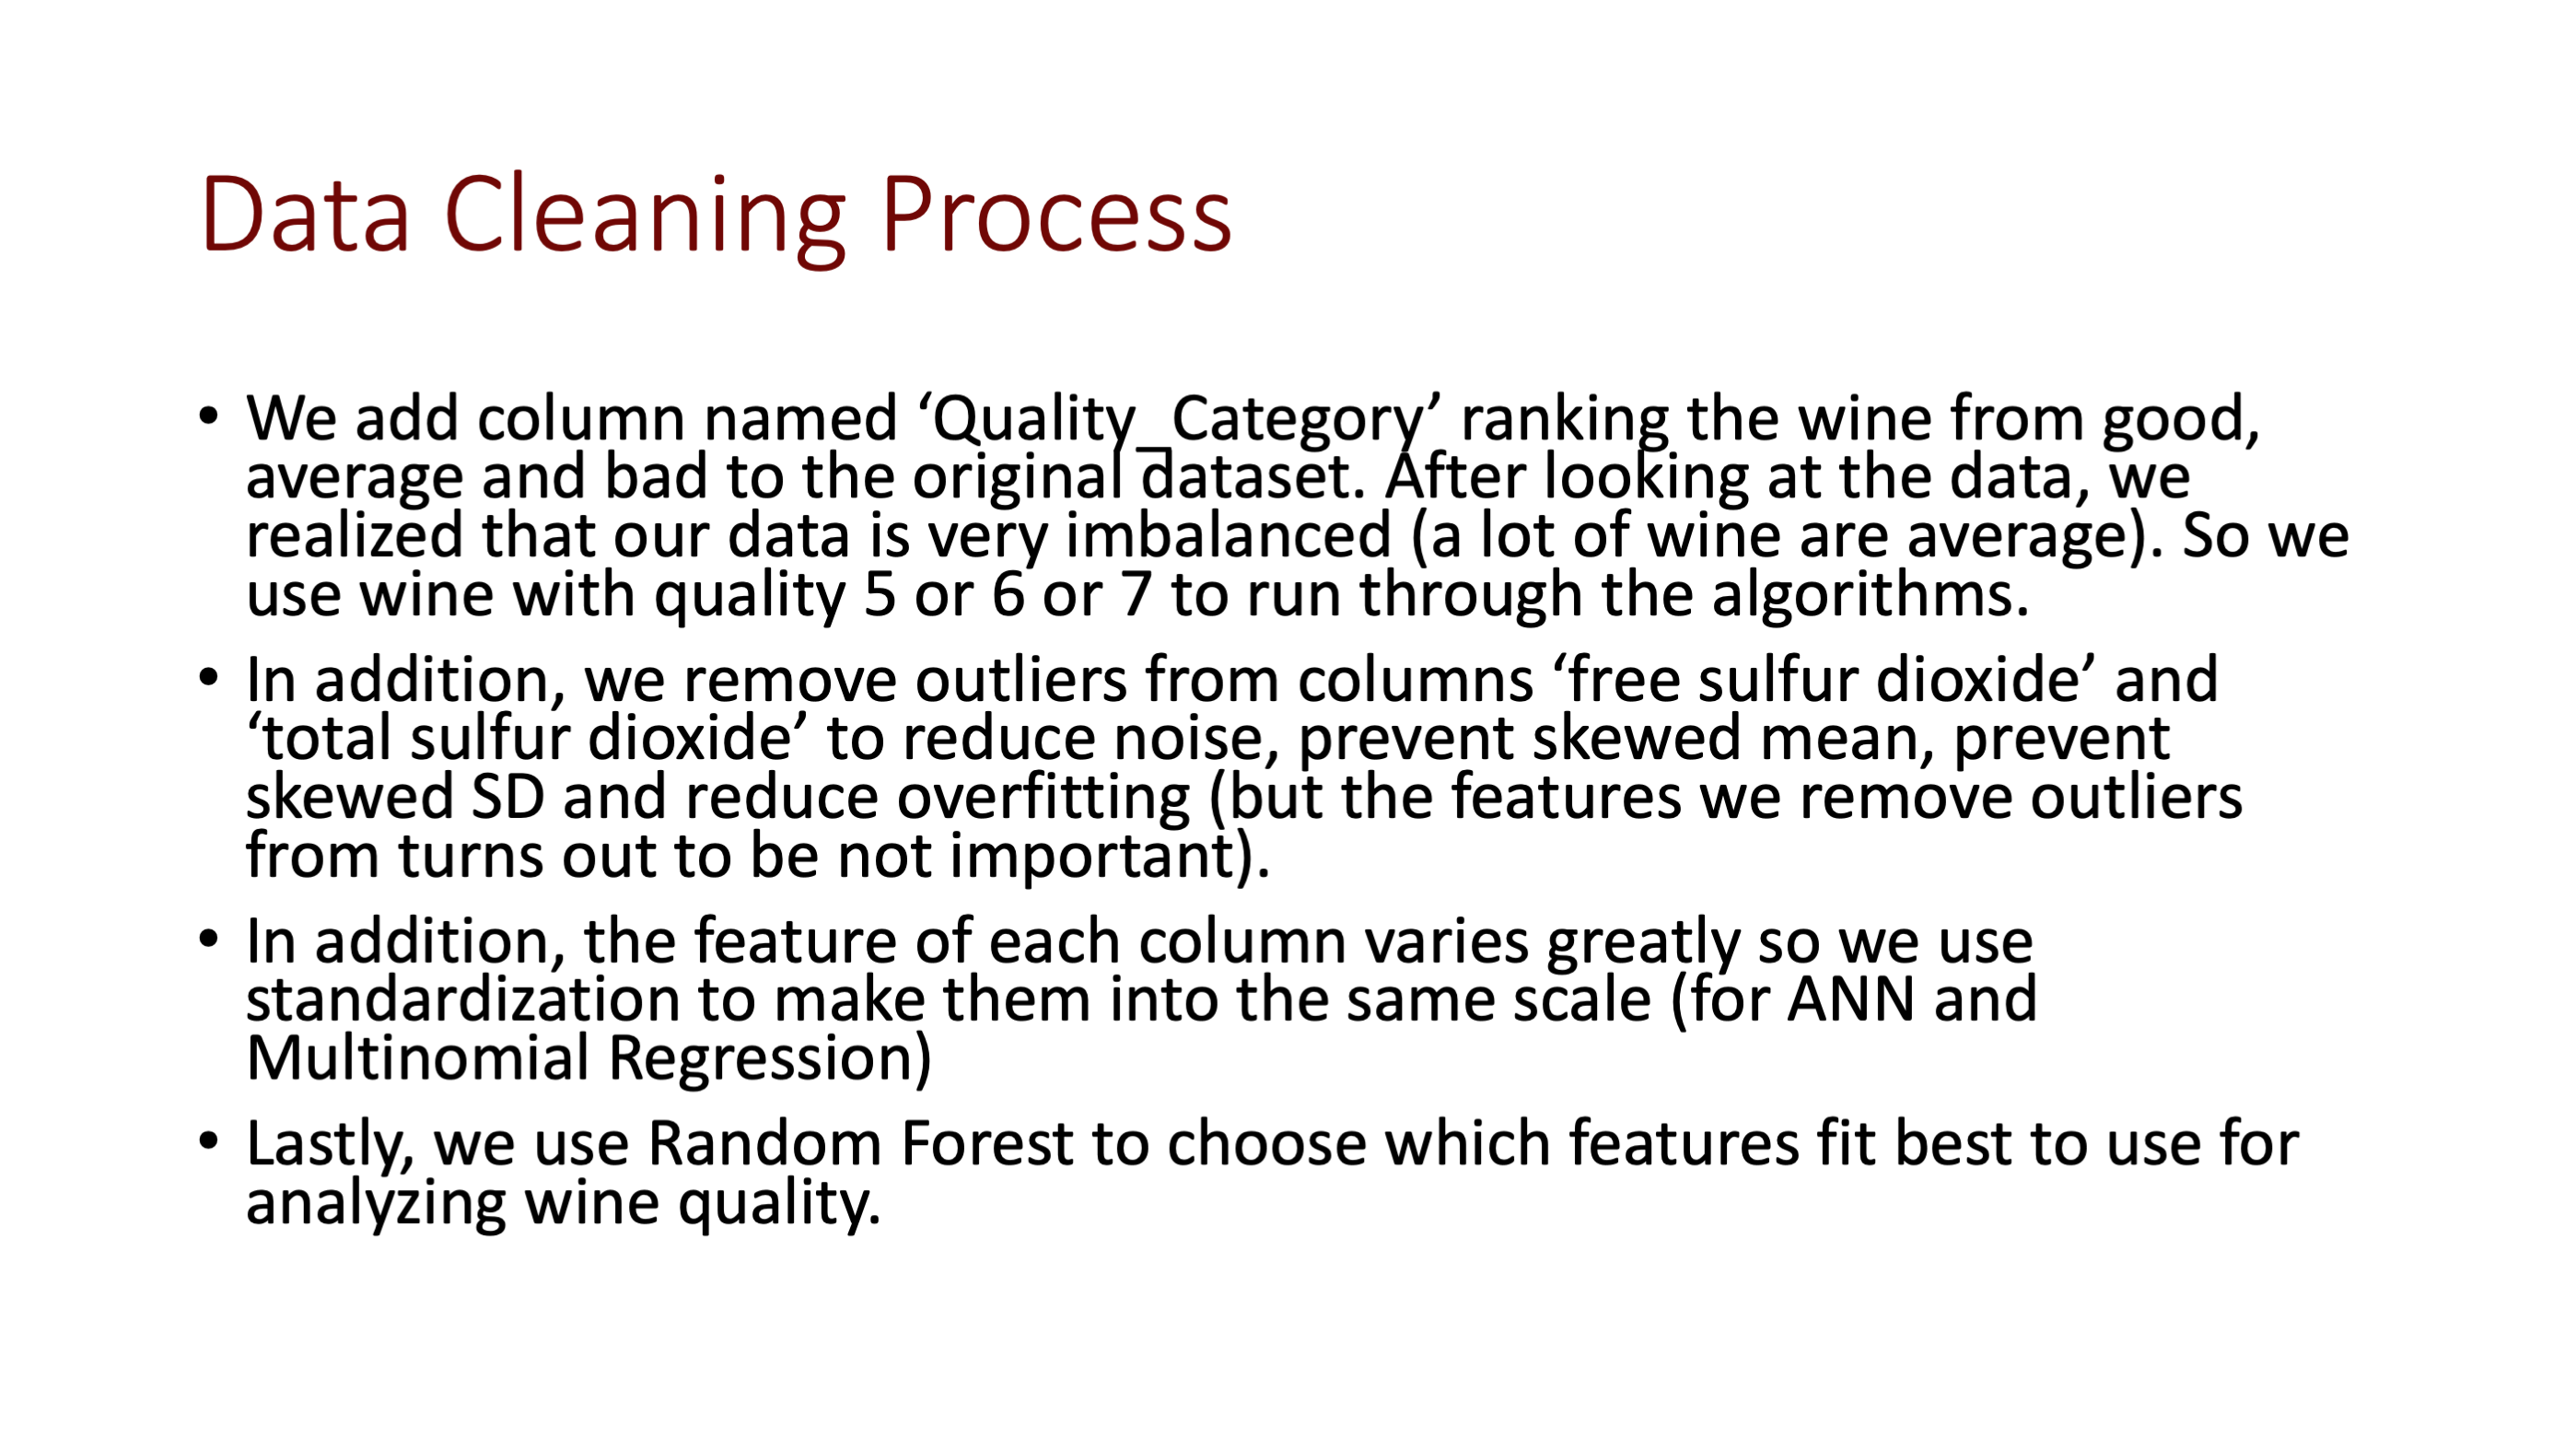 Data Cleaning Process
• We add column named ‘Quality_Category’ ranking the wine from good,
average and bad to the original dataset. After looking at the data, we
realized that our data is very imbalanced (a lot of wine are average). So we
use wine with quality 5 or 6 or 7 to run through the algorithms.
• In addition, we remove outliers from columns ‘free sulfur dioxide’ and
‘total sulfur dioxide’ to reduce noise, prevent skewed mean, prevent
skewed SD and reduce overfitting (but the features we remove outliers
from turns out to be not important).
• In addition, the feature of each column varies greatly so we use
standardization to make them into the same scale (for ANN and
Multinomial Regression)
• Lastly, we use Random Forest to choose which features fit best to use for
analyzing wine quality.